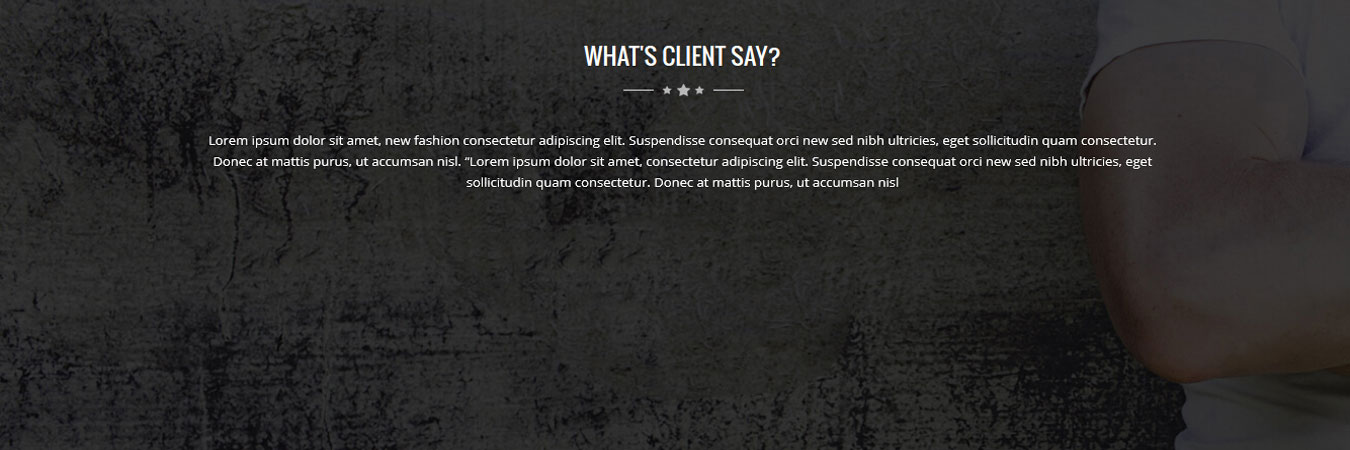 WHAT'S CLIENT SAY?
Lorem ipsum dolor sit amet, new fashion consectetur adipiscing elit. Suspendisse consequat orci new sed nibh ultricies, eget sollicitudin quam consectetur.
Donec at mattis purus, ut accumsan nisl. “Lorem ipsum dolor sit amet, consectetur adipiscing elit. Suspendisse consequat orci new sed nibh ultricies, eget
sollicitudin quam consectetur. Donec at mattis purus, ut accumsan nisl